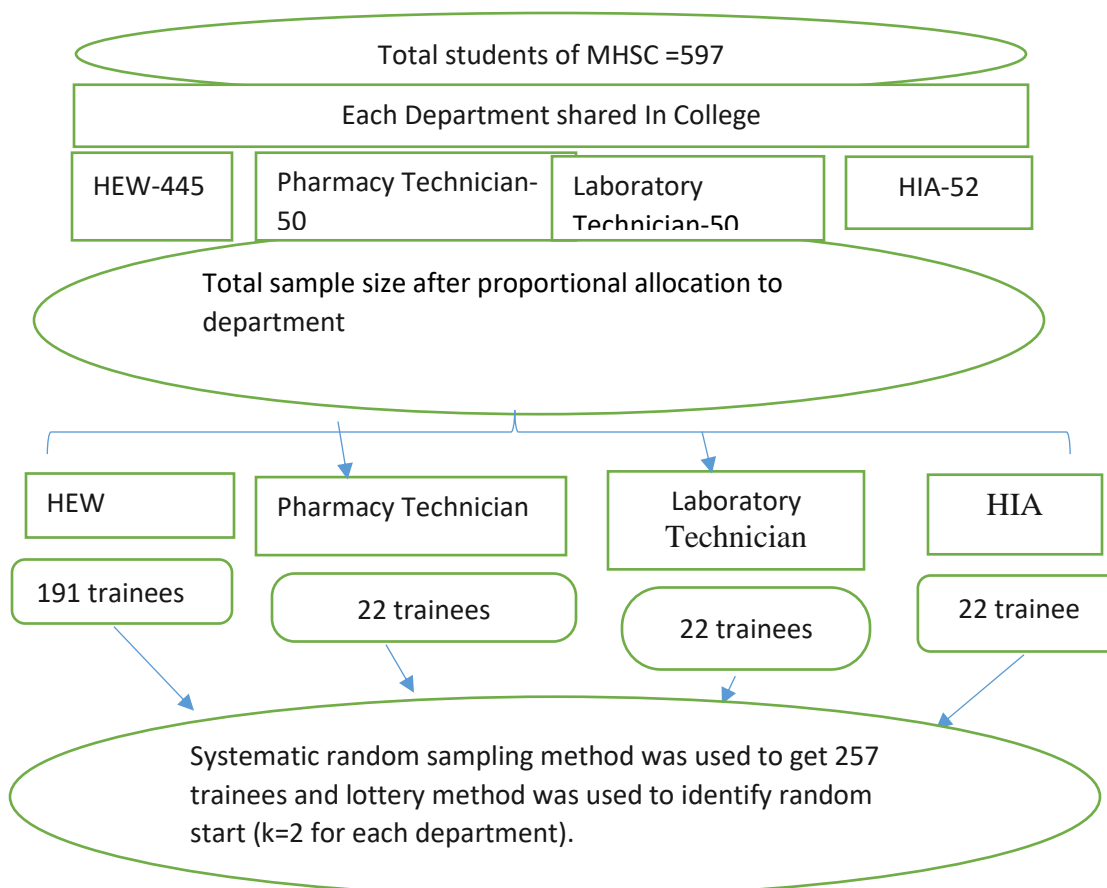 Total students of MHSC =597
Each Department shared In College
HEW-445
Pharmacy Technician-
50
Laboratory
Technician-50
HIA-52
Total sample size after proportional allocation to
department
HEW
Pharmacy Technician
Laboratory
Technician
HIA
191 trainees
22 trainees
22 trainees
22 trainee
Systematic random sampling method was used to get 257
trainees and lottery method was used to identify random
start (k=2 for each department).